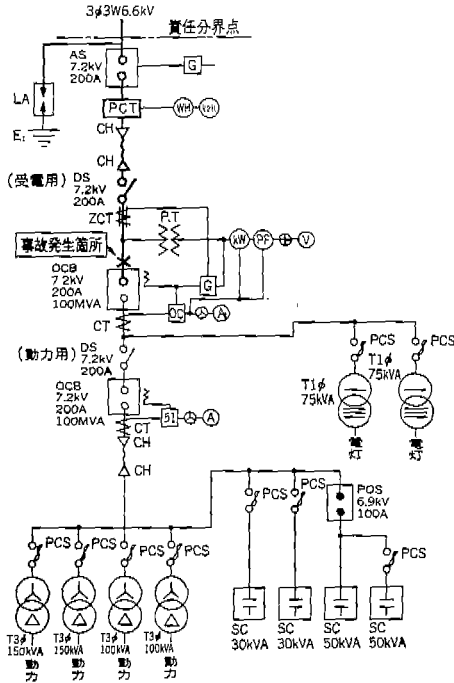 3φ3W6.6kV
責任分界点
AS
7.2kV
200A
G
LA
E₁
PCT
WH
CH
CH
(受電用)
DS
7.2kV
200A
ZCT
P.T
kW
PF
V
事故発生箇所
OCB
7.2kV
200A
100MVA
G
OC
A
CT
(動力用)
DS
7.2kV
200A
PCS
PCS
T1φ
75kVA
T1φ
75kVA
電灯
電灯
OCB
7.2kV
200A
100MVA
51
A
CT
CH
CH
PCS
PCS
PCS
PCS
PCS
PCS
POS
6.9kV
100A
PCS
SC
30kVA
SC
30kVA
SC
50kVA
SC
50kVA
T3φ
150kVA
動力
T3φ
150kVA
動力
T3φ
100kVA
動力
T3φ
100kVA
動力